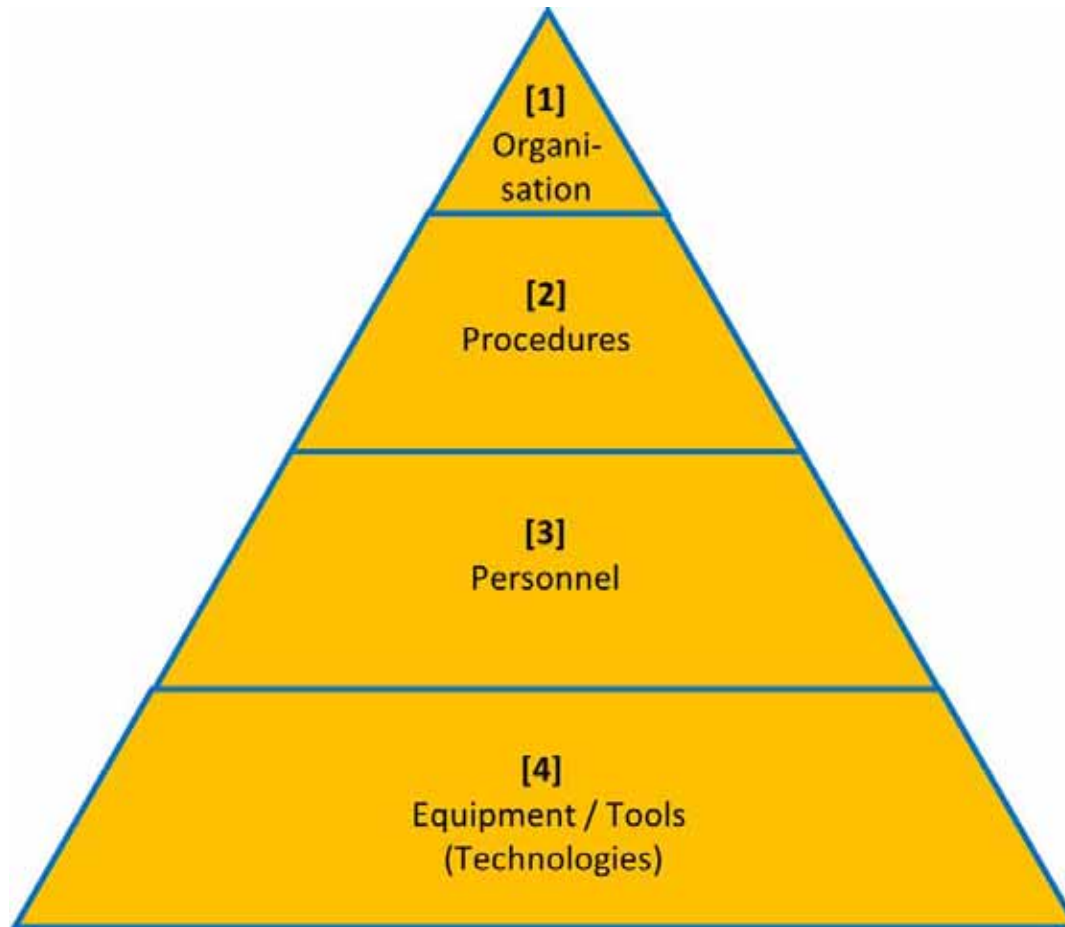 [1]
Organi-
sation
[2]
Procedures
[3]
Personnel
[4]
Equipment / Tools
(Technologies)